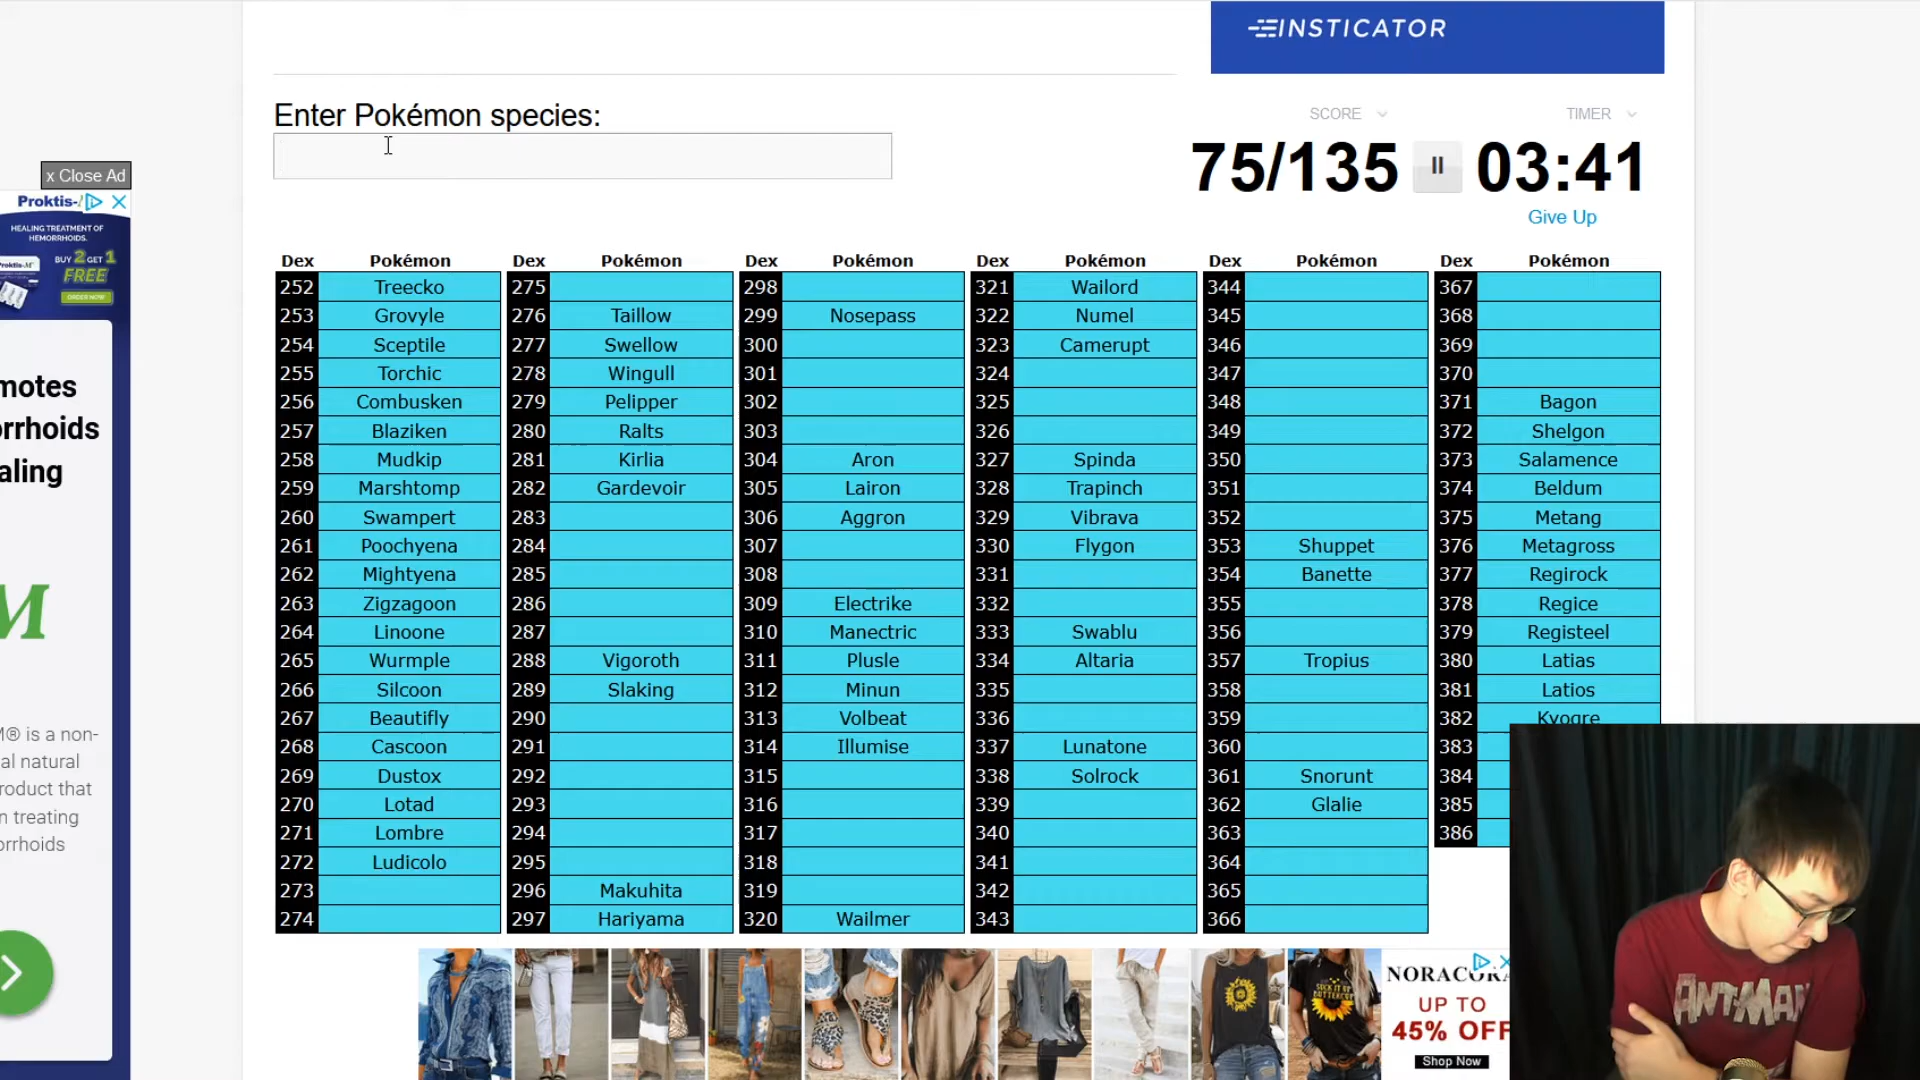 INSTICATOR
Enter Pokémon species:
SCORE
TIMER
75/135
03:41
Give Up
x Close Ad
HEALING TREATMENT OF
HEMORRHOIDS.
BUY 2 GET 1
FREE
ORDER NOW!
motes
orrhoids
aling
M
M® is a non-
al natural
roduct that
n treating
orrhoids
Dex Pokémon Dex Pokémon Dex Pokémon Dex Pokémon Dex Pokémon Dex Pokémon
252 Treecko 275 298 321 Wailord 344 367
253 Grovyle 276 Taillow 299 Nosepass 322 Numel 345 368
254 Sceptile 277 Swellow 300 323 Camerupt 346 369
255 Torchic 278 Wingull 301 324 347 370
256 Combusken 279 Pelipper 302 325 348 371 Bagon
257 Blaziken 280 Ralts 303 326 349 372 Shelgon
258 Mudkip 281 Kirlia 304 Aron 327 Spinda 350 373 Salamence
259 Marshtomp 282 Gardevoir 305 Lairon 328 Trapinch 351 374 Beldum
260 Swampert 283 306 Aggron 329 Vibrava 352 375 Metang
261 Poochyena 284 307 330 Flygon 353 Shuppet 376 Metagross
262 Mightyena 285 308 331 354 Banette 377 Regirock
263 Zigzagoon 286 309 Electrike 332 355 378 Regice
264 Linoone 287 310 Manectric 333 Swablu 356 379 Registeel
265 Wurmple 288 Vigoroth 311 Plusle 334 Altaria 357 Tropius 380 Latias
266 Silcoon 289 Slaking 312 Minun 335 358 381 Latios
267 Beautifly 290 313 Volbeat 336 359 382 Kyogre
268 Cascoon 291 314 Illumise 337 Lunatone 360 383
269 Dustox 292 315 338 Solrock 361 Snorunt 384
270 Lotad 293 316 339 362 Glalie 385
271 Lombre 294 317 340 363 386
272 Ludicolo 295 318 341 364
273 296 Makuhita 319 342 365
274 297 Hariyama 320 Wailmer 343 366
NORACORA
UP TO
45% OFF
Shop Now
ANT-MAN